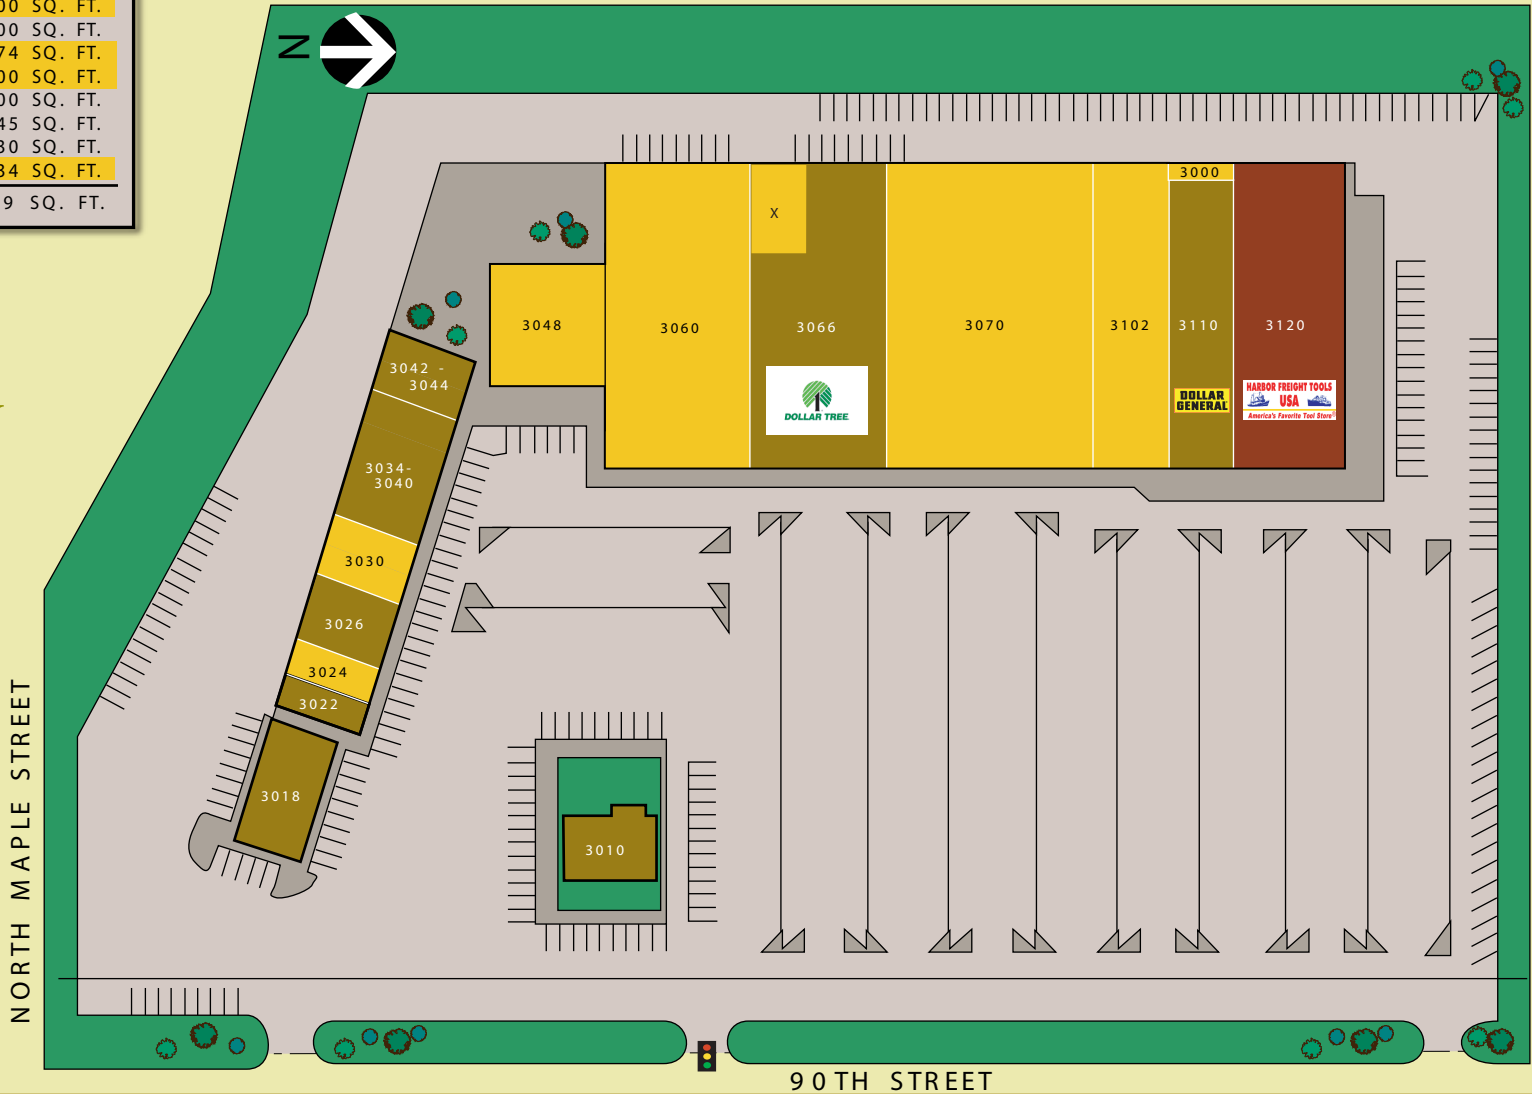 00 SQ. FT.
00 SQ. FT.
74 SQ. FT.
00 SQ. FT.
00 SQ. FT.
45 SQ. FT.
30 SQ. FT.
34 SQ. FT.
9 SQ. FT.
N
3000
X
3048
3060
3066
3070
3102
3110
3120
DOLLAR TREE
DOLLAR
GENERAL
HARBOR FREIGHT TOOLS
USA
America's Favorite Tool Store®
3042 -
3044
3034-
3040
3030
3026
3024
3022
3018
3010
NORTH MAPLE STREET
90TH STREET